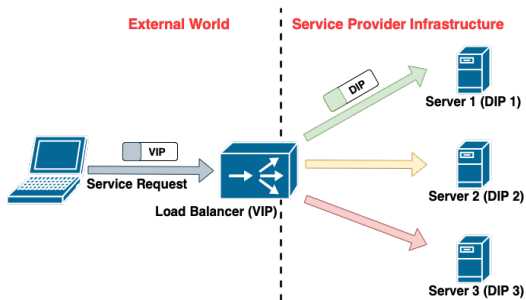 External World
Service Provider Infrastructure
DIP
Server 1 (DIP 1)
VIP
Service Request
Load Balancer (VIP)
Server 2 (DIP 2)
Server 3 (DIP 3)